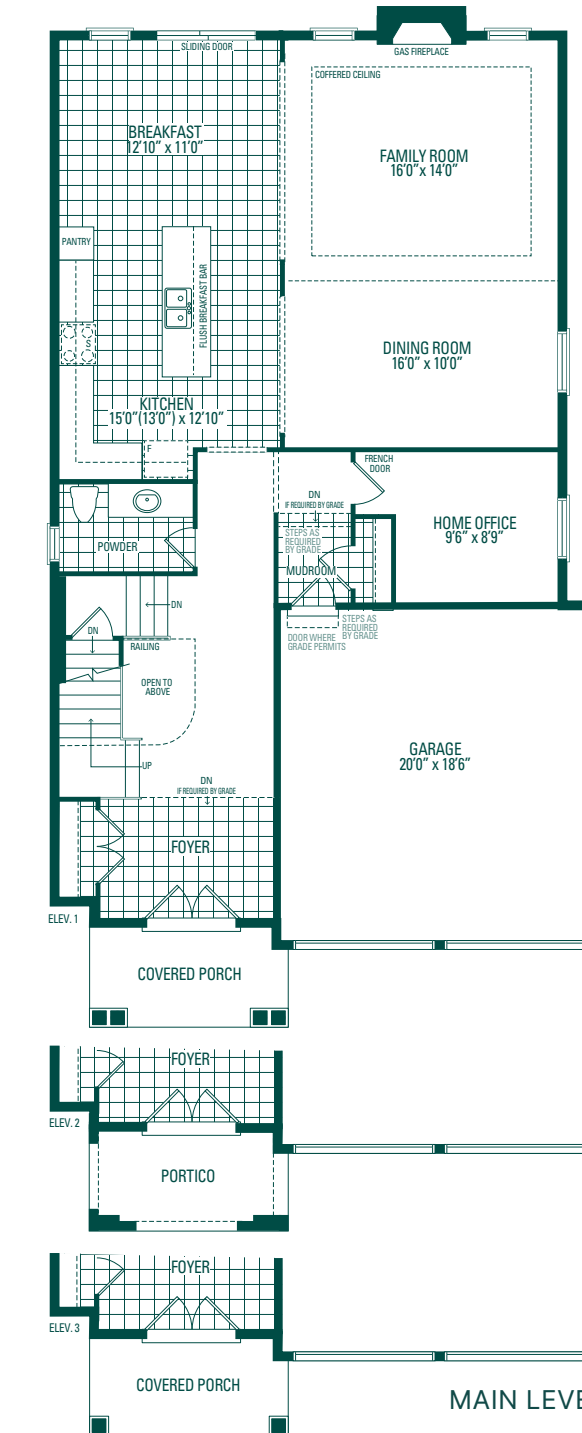 SLIDING DOOR
GAS FIREPLACE
COFFERED CEILING
BREAKFAST
12'10" x 11'0"
FAMILY ROOM
16'0" x 14'0"
PANTRY
FLUSH BREAKFAST BAR
S
DINING ROOM
16'0" x 10'0"
KITCHEN
15'0"(13'0") x 12'10"
F
FRENCH
DOOR
DN
IF REQUIRED BY GRADE
HOME OFFICE
9'6" x 8'9"
STEPS AS
REQUIRED
BY GRADE
POWDER
MUDROOM
DN
DN
STEPS AS
REQUIRED
BY GRADE
DOOR WHERE
GRADE PERMITS
RAILING
OPEN TO
ABOVE
GARAGE
20'0" x 18'6"
UP
DN
IF REQUIRED BY GRADE
FOYER
ELEV. 1
COVERED PORCH
FOYER
ELEV. 2
PORTICO
FOYER
ELEV. 3
COVERED PORCH
MAIN LEVE